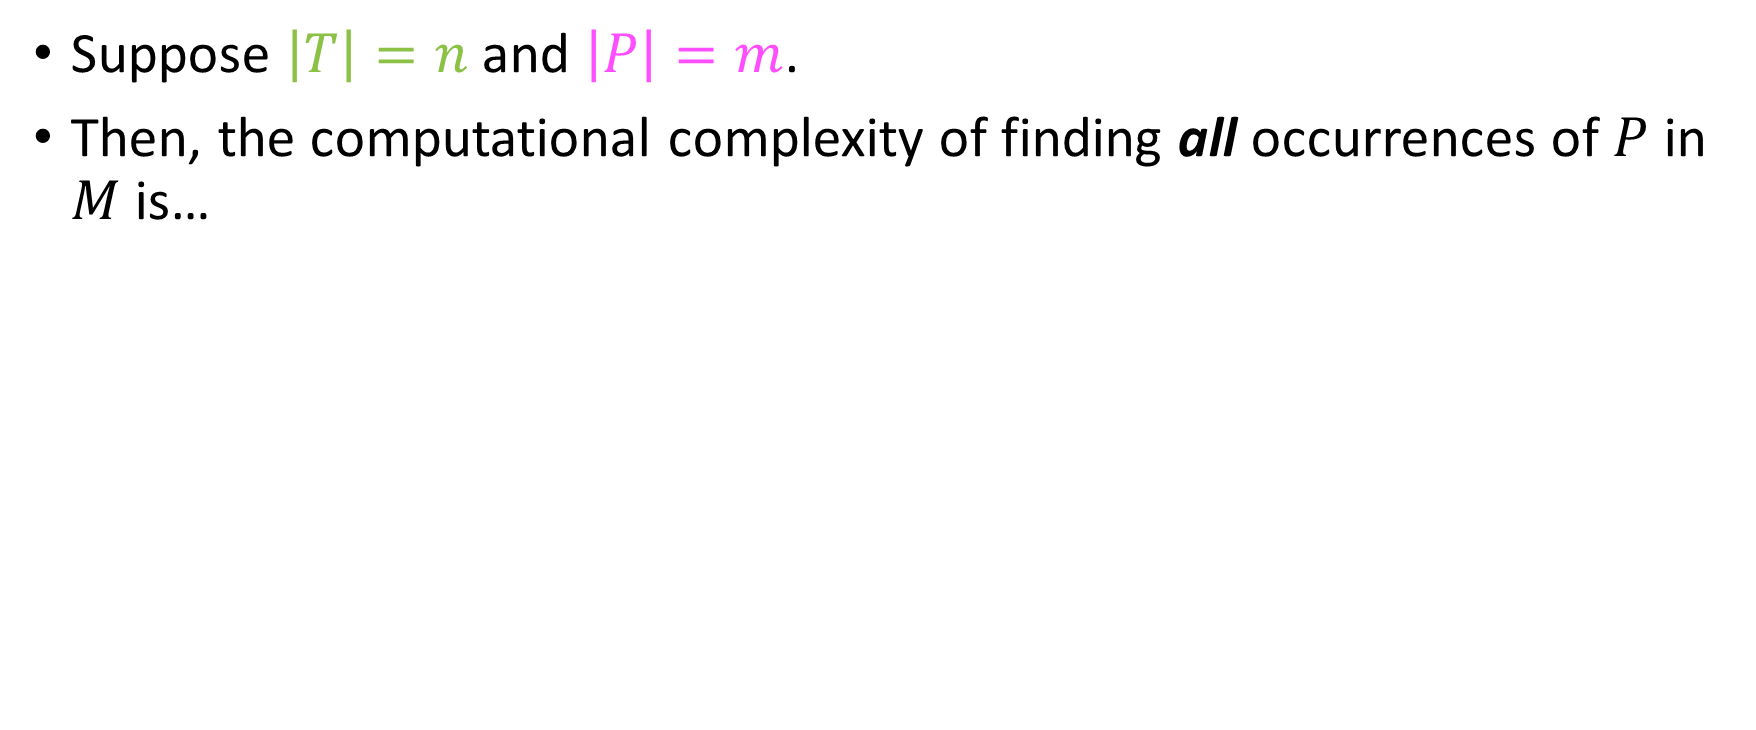 • Suppose |T| = n and |P| = m.
• Then, the computational complexity of finding all occurrences of P in
M is…